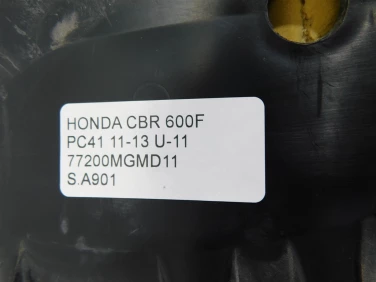 HONDA CBR 600F
PC41 11-13 U-11
77200MGMD11
S.A901